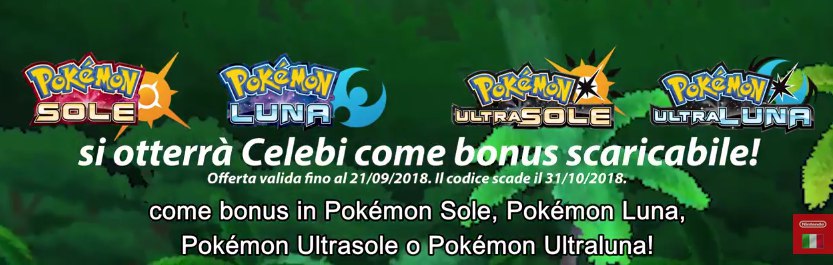 POKÉMON POKÉMON POKÉMON POKÉMON
SOLE LUNA ULTRASOLE ULTRALUNA
si otterrà Celebi come bonus scaricabile!
Offerta valida fino al 21/09/2018. Il codice scade il 31/10/2018.
come bonus in Pokémon Sole, Pokémon Luna,
Pokémon Ultrasole o Pokémon Ultraluna!
Nintendo